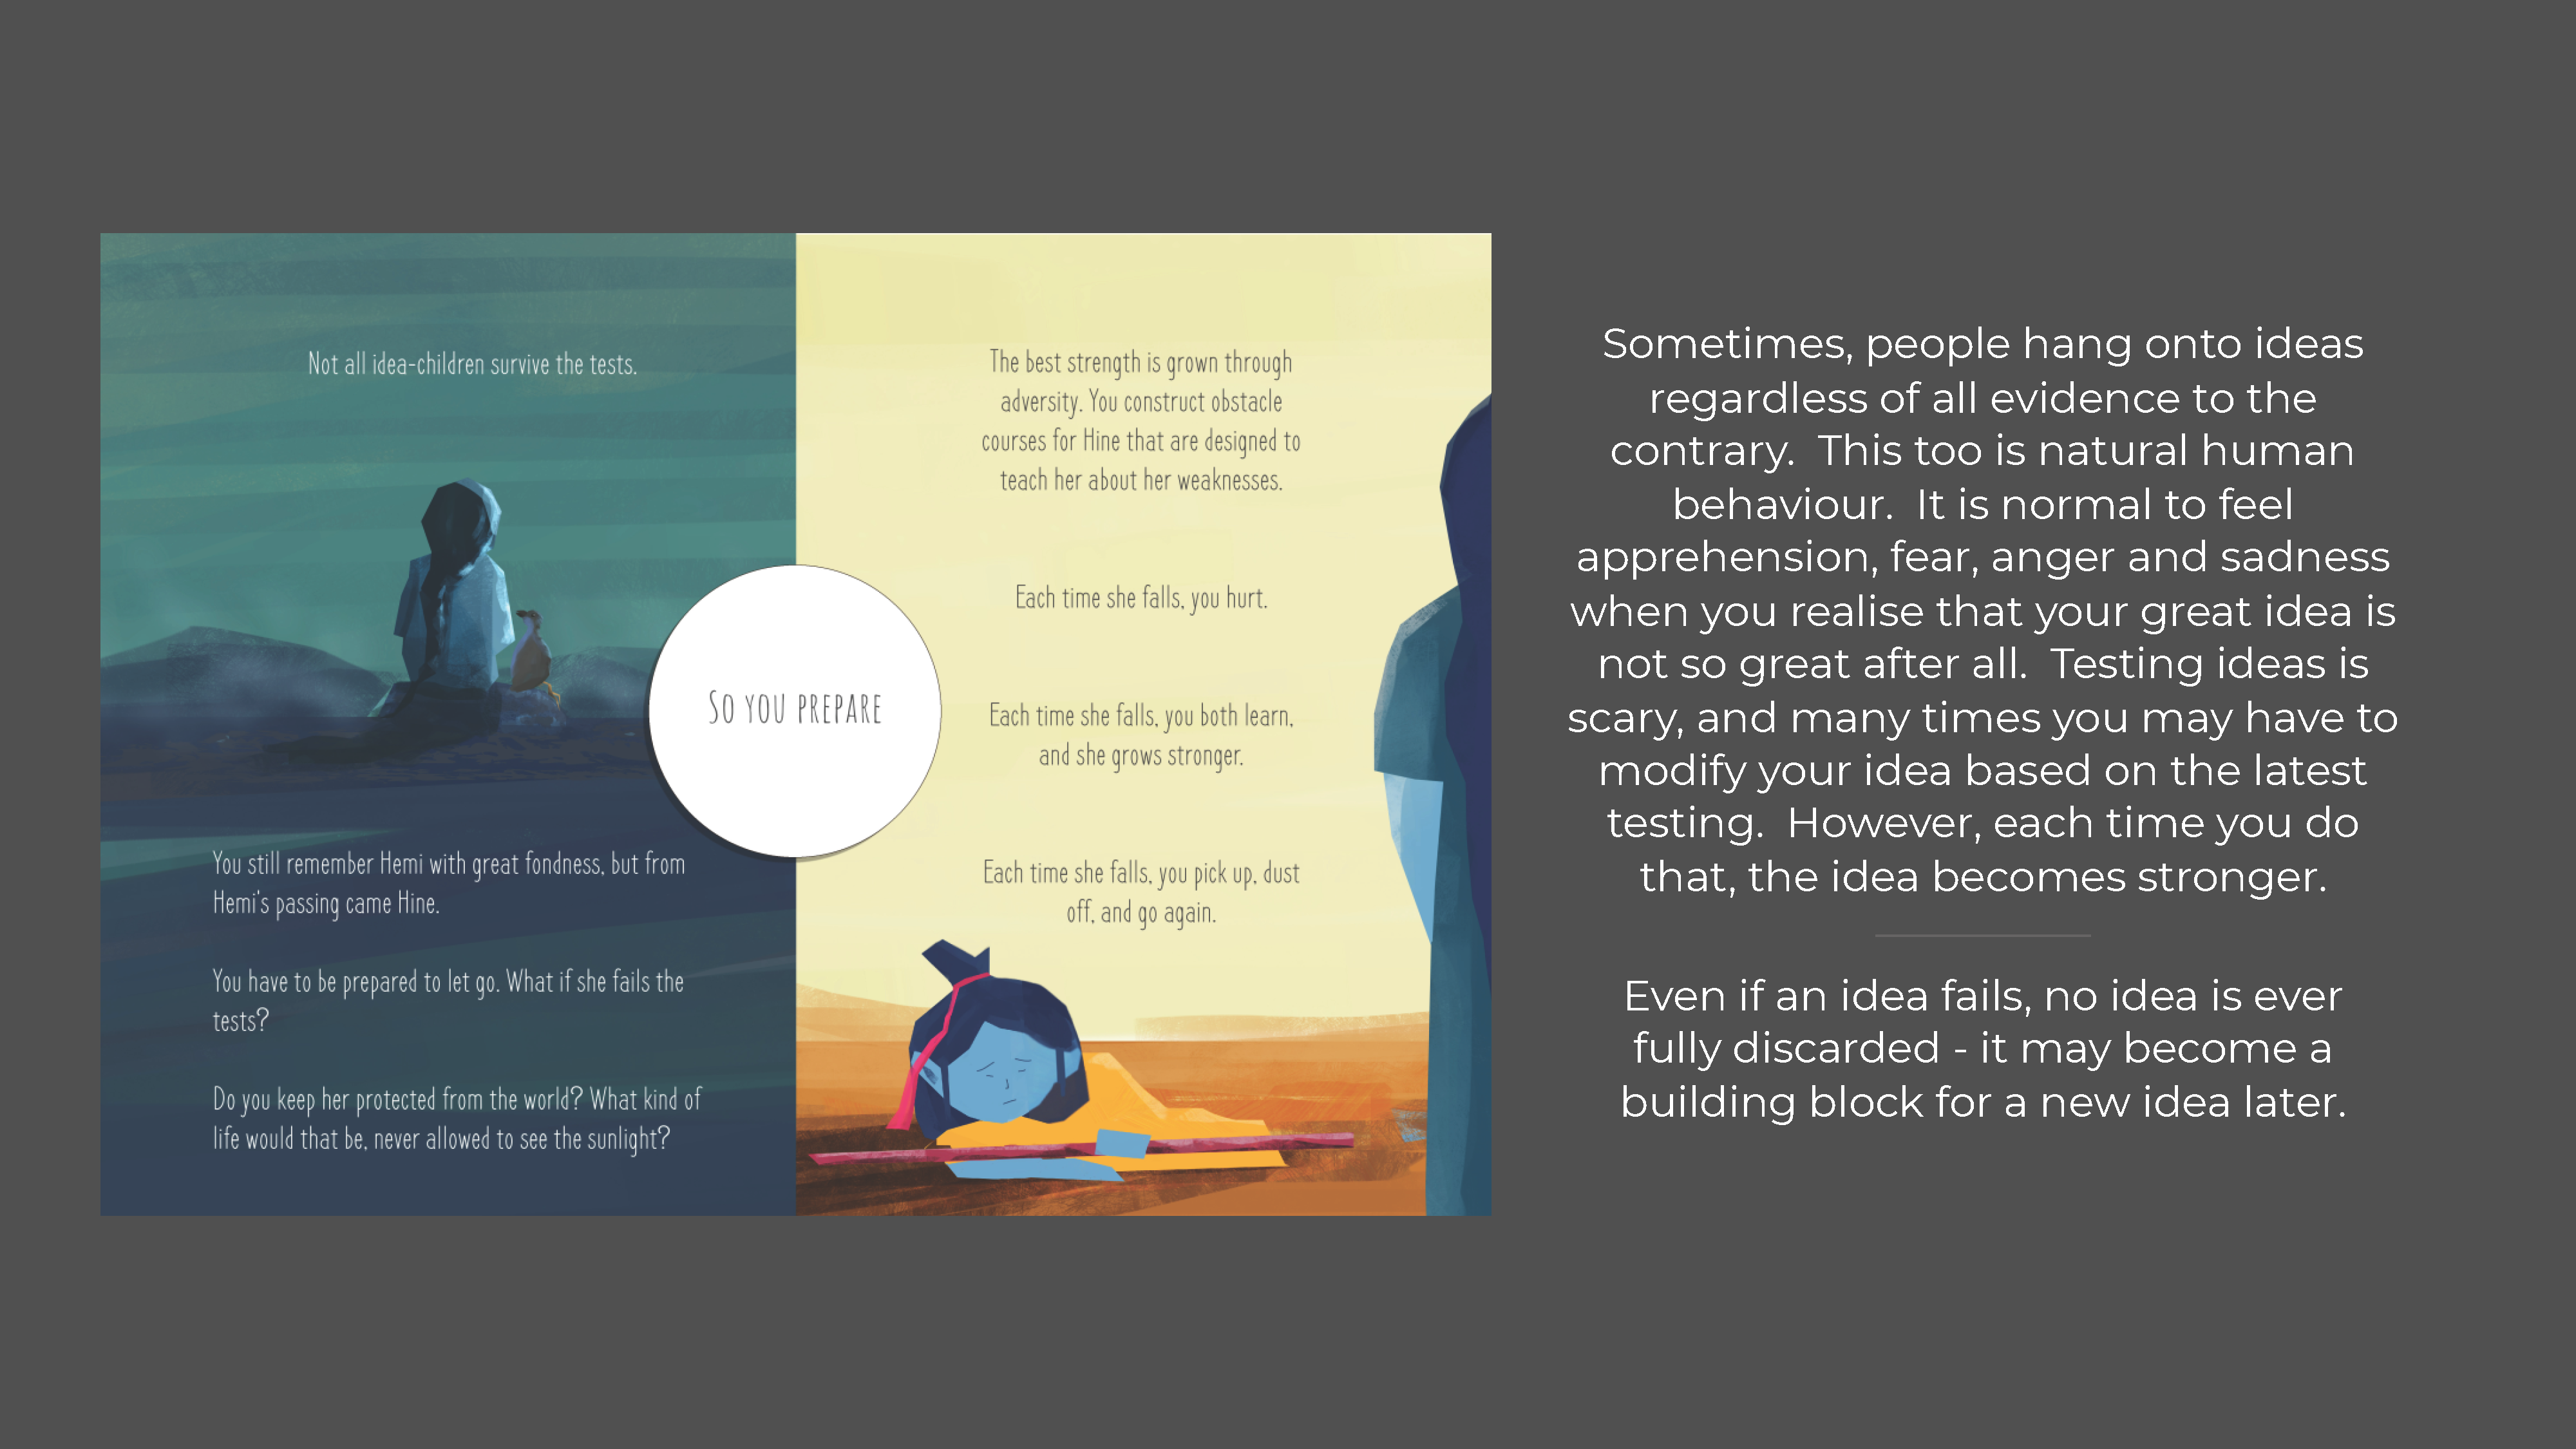 Not all idea-children survive the tests.
You still remember Hemi with great fondness, but from
Hemi's passing came Hine.
You have to be prepared to let go. What if she fails the
tests?
Do you keep her protected from the world? What kind of
life would that be, never allowed to see the sunlight?
So you prepare
The best strength is grown through
adversity. You construct obstacle
courses for Hine that are designed to
teach her about her weaknesses.
Each time she falls, you hurt.
Each time she falls, you both learn,
and she grows stronger.
Each time she falls, you pick up, dust
off, and go again.
Sometimes, people hang onto ideas
regardless of all evidence to the
contrary. This too is natural human
behaviour. It is normal to feel
apprehension, fear, anger and sadness
when you realise that your great idea is
not so great after all. Testing ideas is
scary, and many times you may have to
modify your idea based on the latest
testing. However, each time you do
that, the idea becomes stronger.
Even if an idea fails, no idea is ever
fully discarded - it may become a
building block for a new idea later.